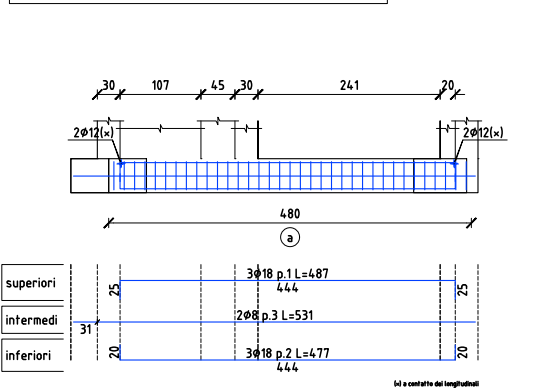 30 107 45 30 241 20
2Ø12(×) 2Ø12(×)
480
a
superiori
3Ø18 p.1 L=487
444
25 25
intermedi
2Ø8 p.3 L=531
31
inferiori
3Ø18 p.2 L=477
444
20 20
(×) a contatto dei longitudinali